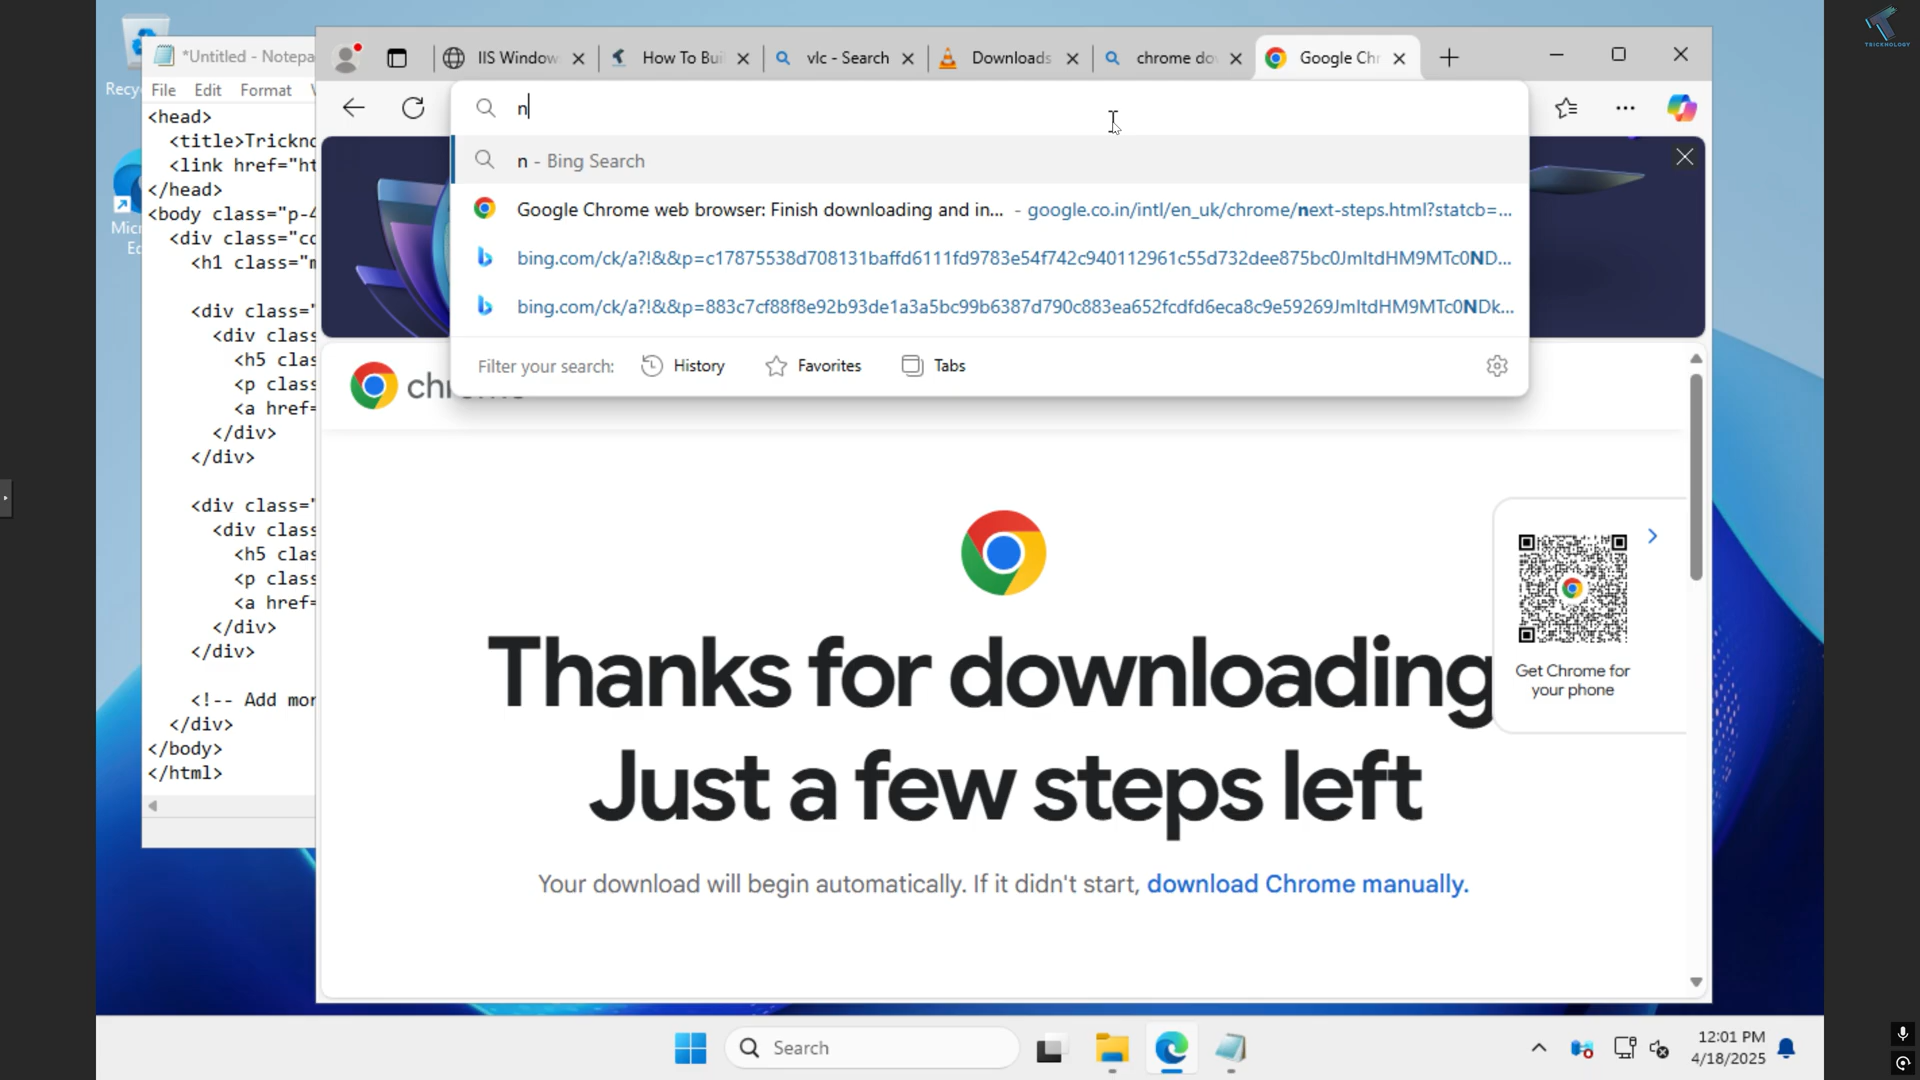 *Untitled - Notepa
File Edit Format
<head>
<title>Trickno
<link href="ht
</head>
<body class="p-4
<div class="co
<h1 class="m
<div class="
<div class
<h5 clas
<p class
<a href=
</div>
</div>
<div class="
<div class
<h5 clas
<p class
<a href=
</div>
</div>
<!-- Add mor
</div>
</body>
</html>
IIS Window
How To Bui
vlc - Search
Downloads
chrome do
Google Chr
n
n - Bing Search
Google Chrome web browser: Finish downloading and in... - google.co.in/intl/en_uk/chrome/next-steps.html?statcb=...
bing.com/ck/a?!&&p=c17875538d708131baffd6111fd9783e54f742c940112961c55d732dee875bc0JmltdHM9MTc0ND...
bing.com/ck/a?!&&p=883c7cf88f8e92b93de1a3a5bc99b6387d790c883ea652fcdfd6eca8c9e59269JmltdHM9MTc0NDk...
Filter your search: History Favorites Tabs
Thanks for downloading
Just a few steps left
Your download will begin automatically. If it didn't start, download Chrome manually.
Get Chrome for
your phone
Search
12:01 PM
4/18/2025
TRICKNOLOGY